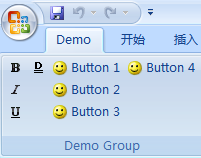 Demo 开始 插入
B D Button 1 Button 4
I Button 2
U Button 3
Demo Group